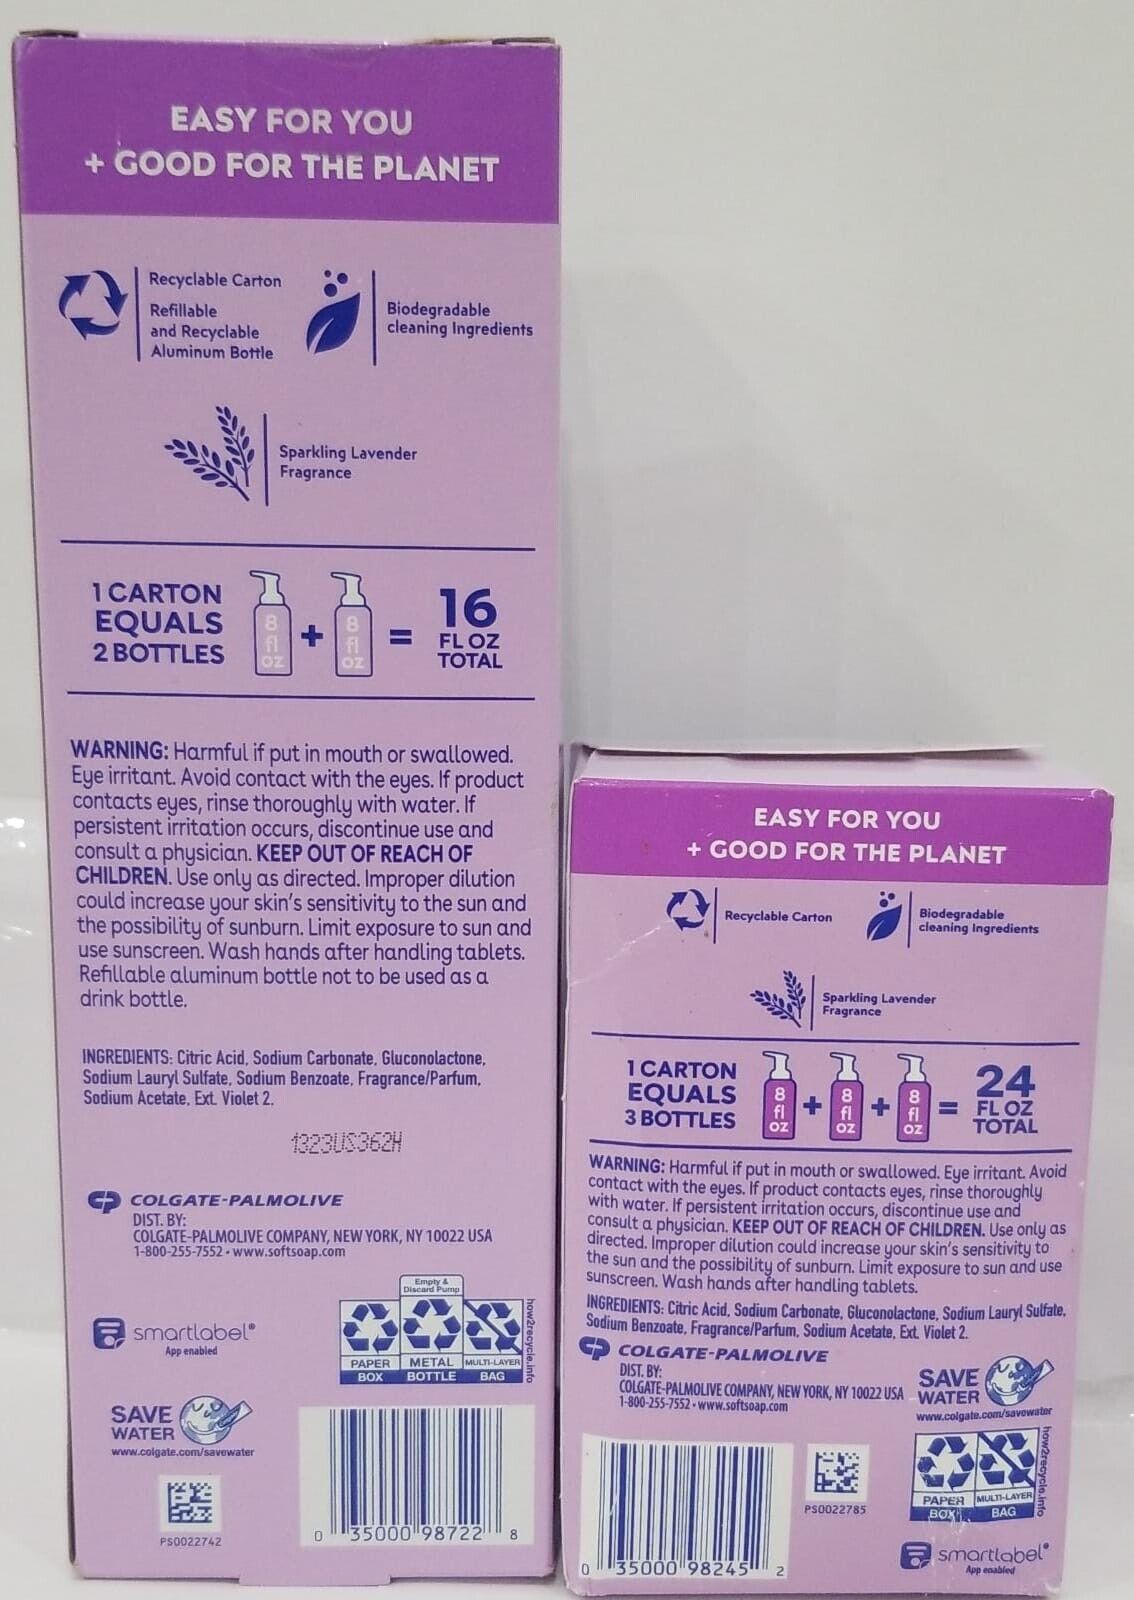 EASY FOR YOU
+ GOOD FOR THE PLANET
Recyclable Carton
Refillable
and Recyclable
Aluminum Bottle
Biodegradable
cleaning Ingredients
Sparkling Lavender
Fragrance
1 CARTON
EQUALS
2 BOTTLES
8
fl
oz
+
8
fl
oz
=
16
FL OZ
TOTAL
WARNING: Harmful if put in mouth or swallowed.
Eye irritant. Avoid contact with the eyes. If product
contacts eyes, rinse thoroughly with water. If
persistent irritation occurs, discontinue use and
consult a physician. KEEP OUT OF REACH OF
CHILDREN. Use only as directed. Improper dilution
could increase your skin's sensitivity to the sun and
the possibility of sunburn. Limit exposure to sun and
use sunscreen. Wash hands after handling tablets.
Refillable aluminum bottle not to be used as a
drink bottle.
INGREDIENTS: Citric Acid, Sodium Carbonate, Gluconolactone,
Sodium Lauryl Sulfate, Sodium Benzoate, Fragrance/Parfum,
Sodium Acetate, Ext. Violet 2.
1323US362H
CP COLGATE-PALMOLIVE
DIST. BY:
COLGATE-PALMOLIVE COMPANY, NEW YORK, NY 10022 USA
1-800-255-7552 • www.softsoap.com
smartlabel®
App enabled
Empty &
Discard Pump
PAPER
BOX
METAL
BOTTLE
MULTI-LAYER
BAG
how2recycle.info
SAVE
WATER
www.colgate.com/savewater
PS0022742
0 35000 98722 8
EASY FOR YOU
+ GOOD FOR THE PLANET
Recyclable Carton
Biodegradable
cleaning Ingredients
Sparkling Lavender
Fragrance
1 CARTON
EQUALS
3 BOTTLES
8
fl
oz
+
8
fl
oz
+
8
fl
oz
=
24
FL OZ
TOTAL
WARNING: Harmful if put in mouth or swallowed. Eye irritant. Avoid
contact with the eyes. If product contacts eyes, rinse thoroughly
with water. If persistent irritation occurs, discontinue use and
consult a physician. KEEP OUT OF REACH OF CHILDREN. Use only as
directed. Improper dilution could increase your skin's sensitivity to
the sun and the possibility of sunburn. Limit exposure to sun and use
sunscreen. Wash hands after handling tablets.
INGREDIENTS: Citric Acid, Sodium Carbonate, Gluconolactone, Sodium Lauryl Sulfate,
Sodium Benzoate, Fragrance/Parfum, Sodium Acetate, Ext. Violet 2.
CP COLGATE-PALMOLIVE
DIST. BY:
COLGATE-PALMOLIVE COMPANY, NEW YORK, NY 10022 USA
1-800-255-7552 • www.softsoap.com
SAVE
WATER
www.colgate.com/savewater
0 35000 98245 2
PS0022785
PAPER
BOX
MULTI-LAYER
BAG
how2recycle.info
smartlabel®
App enabled